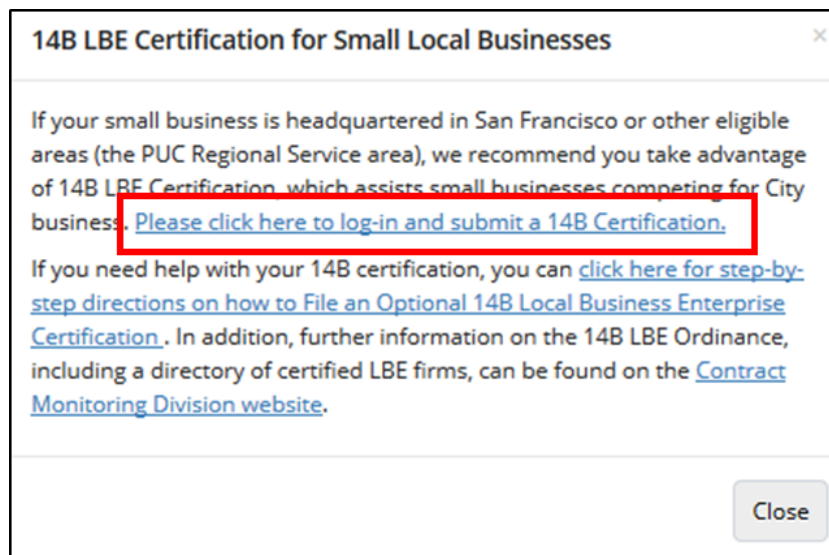 14B LBE Certification for Small Local Businesses ×
If your small business is headquartered in San Francisco or other eligible
areas (the PUC Regional Service area), we recommend you take advantage
of 14B LBE Certification, which assists small businesses competing for City
business. Please click here to log-in and submit a 14B Certification.
If you need help with your 14B certification, you can click here for step-by-
step directions on how to File an Optional 14B Local Business Enterprise
Certification . In addition, further information on the 14B LBE Ordinance,
including a directory of certified LBE firms, can be found on the Contract
Monitoring Division website.
Close